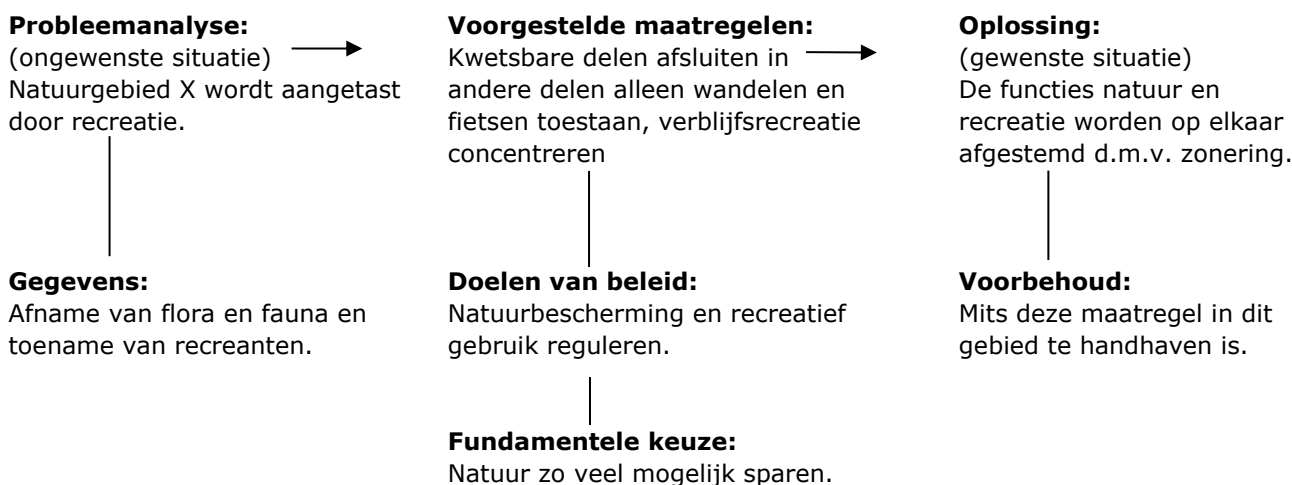 Probleemanalyse:
(ongewenste situatie)
Natuurgebied X wordt aangetast
door recreatie.
Voorgestelde maatregelen:
Kwetsbare delen afsluiten in
andere delen alleen wandelen en
fietsen toestaan, verblijfsrecreatie
concentreren
Oplossing:
(gewenste situatie)
De functies natuur en
recreatie worden op elkaar
afgestemd d.m.v. zonering.
Gegevens:
Afname van flora en fauna en
toename van recreanten.
Doelen van beleid:
Natuurbescherming en recreatief
gebruik reguleren.
Voorbehoud:
Mits deze maatregel in dit
gebied te handhaven is.
Fundamentele keuze:
Natuur zo veel mogelijk sparen.